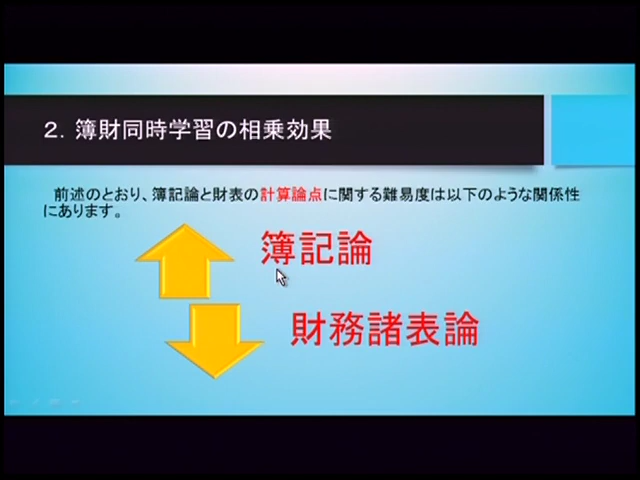 ２．簿財同時学習の相乗効果
前述のとおり、簿記論と財表の計算論点に関する難易度は以下のような関係性
にあります。
簿記論
財務諸表論